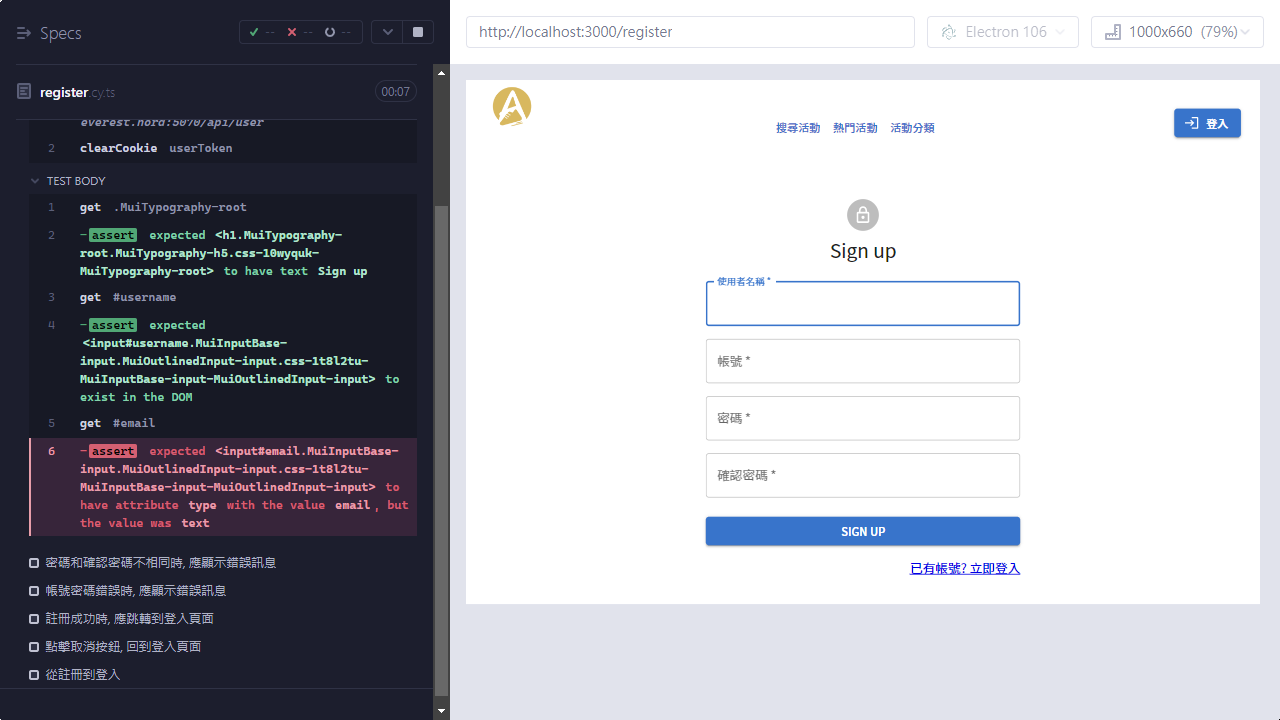 Specs
--
--
--
http://localhost:3000/register
Electron 106
1000x660 (79%)
register.cy.ts
00:07
everest.nord:5070/api/user
2 clearCookie userToken
TEST BODY
1 get .MuiTypography-root
2 -assert expected <h1.MuiTypography-
root.MuiTypography-h5.css-10wyquk-
MuiTypography-root> to have text Sign up
3 get #username
4 -assert expected
<input#username.MuiInputBase-
input.MuiOutlinedInput-input.css-1t8l2tu-
MuiInputBase-input-MuiOutlinedInput-input> to
exist in the DOM
5 get #email
6 -assert expected <input#email.MuiInputBase-
input.MuiOutlinedInput-input.css-1t8l2tu-
MuiInputBase-input-MuiOutlinedInput-input> to
have attribute type with the value email, but
the value was text
密碼和確認密碼不相同時, 應顯示錯誤訊息
帳號密碼錯誤時, 應顯示錯誤訊息
註冊成功時, 應跳轉到登入頁面
點擊取消按鈕, 回到登入頁面
從註冊到登入
A
搜尋活動 熱門活動 活動分類
登入
Sign up
使用者名稱 *
帳號 *
密碼 *
確認密碼 *
SIGN UP
已有帳號? 立即登入